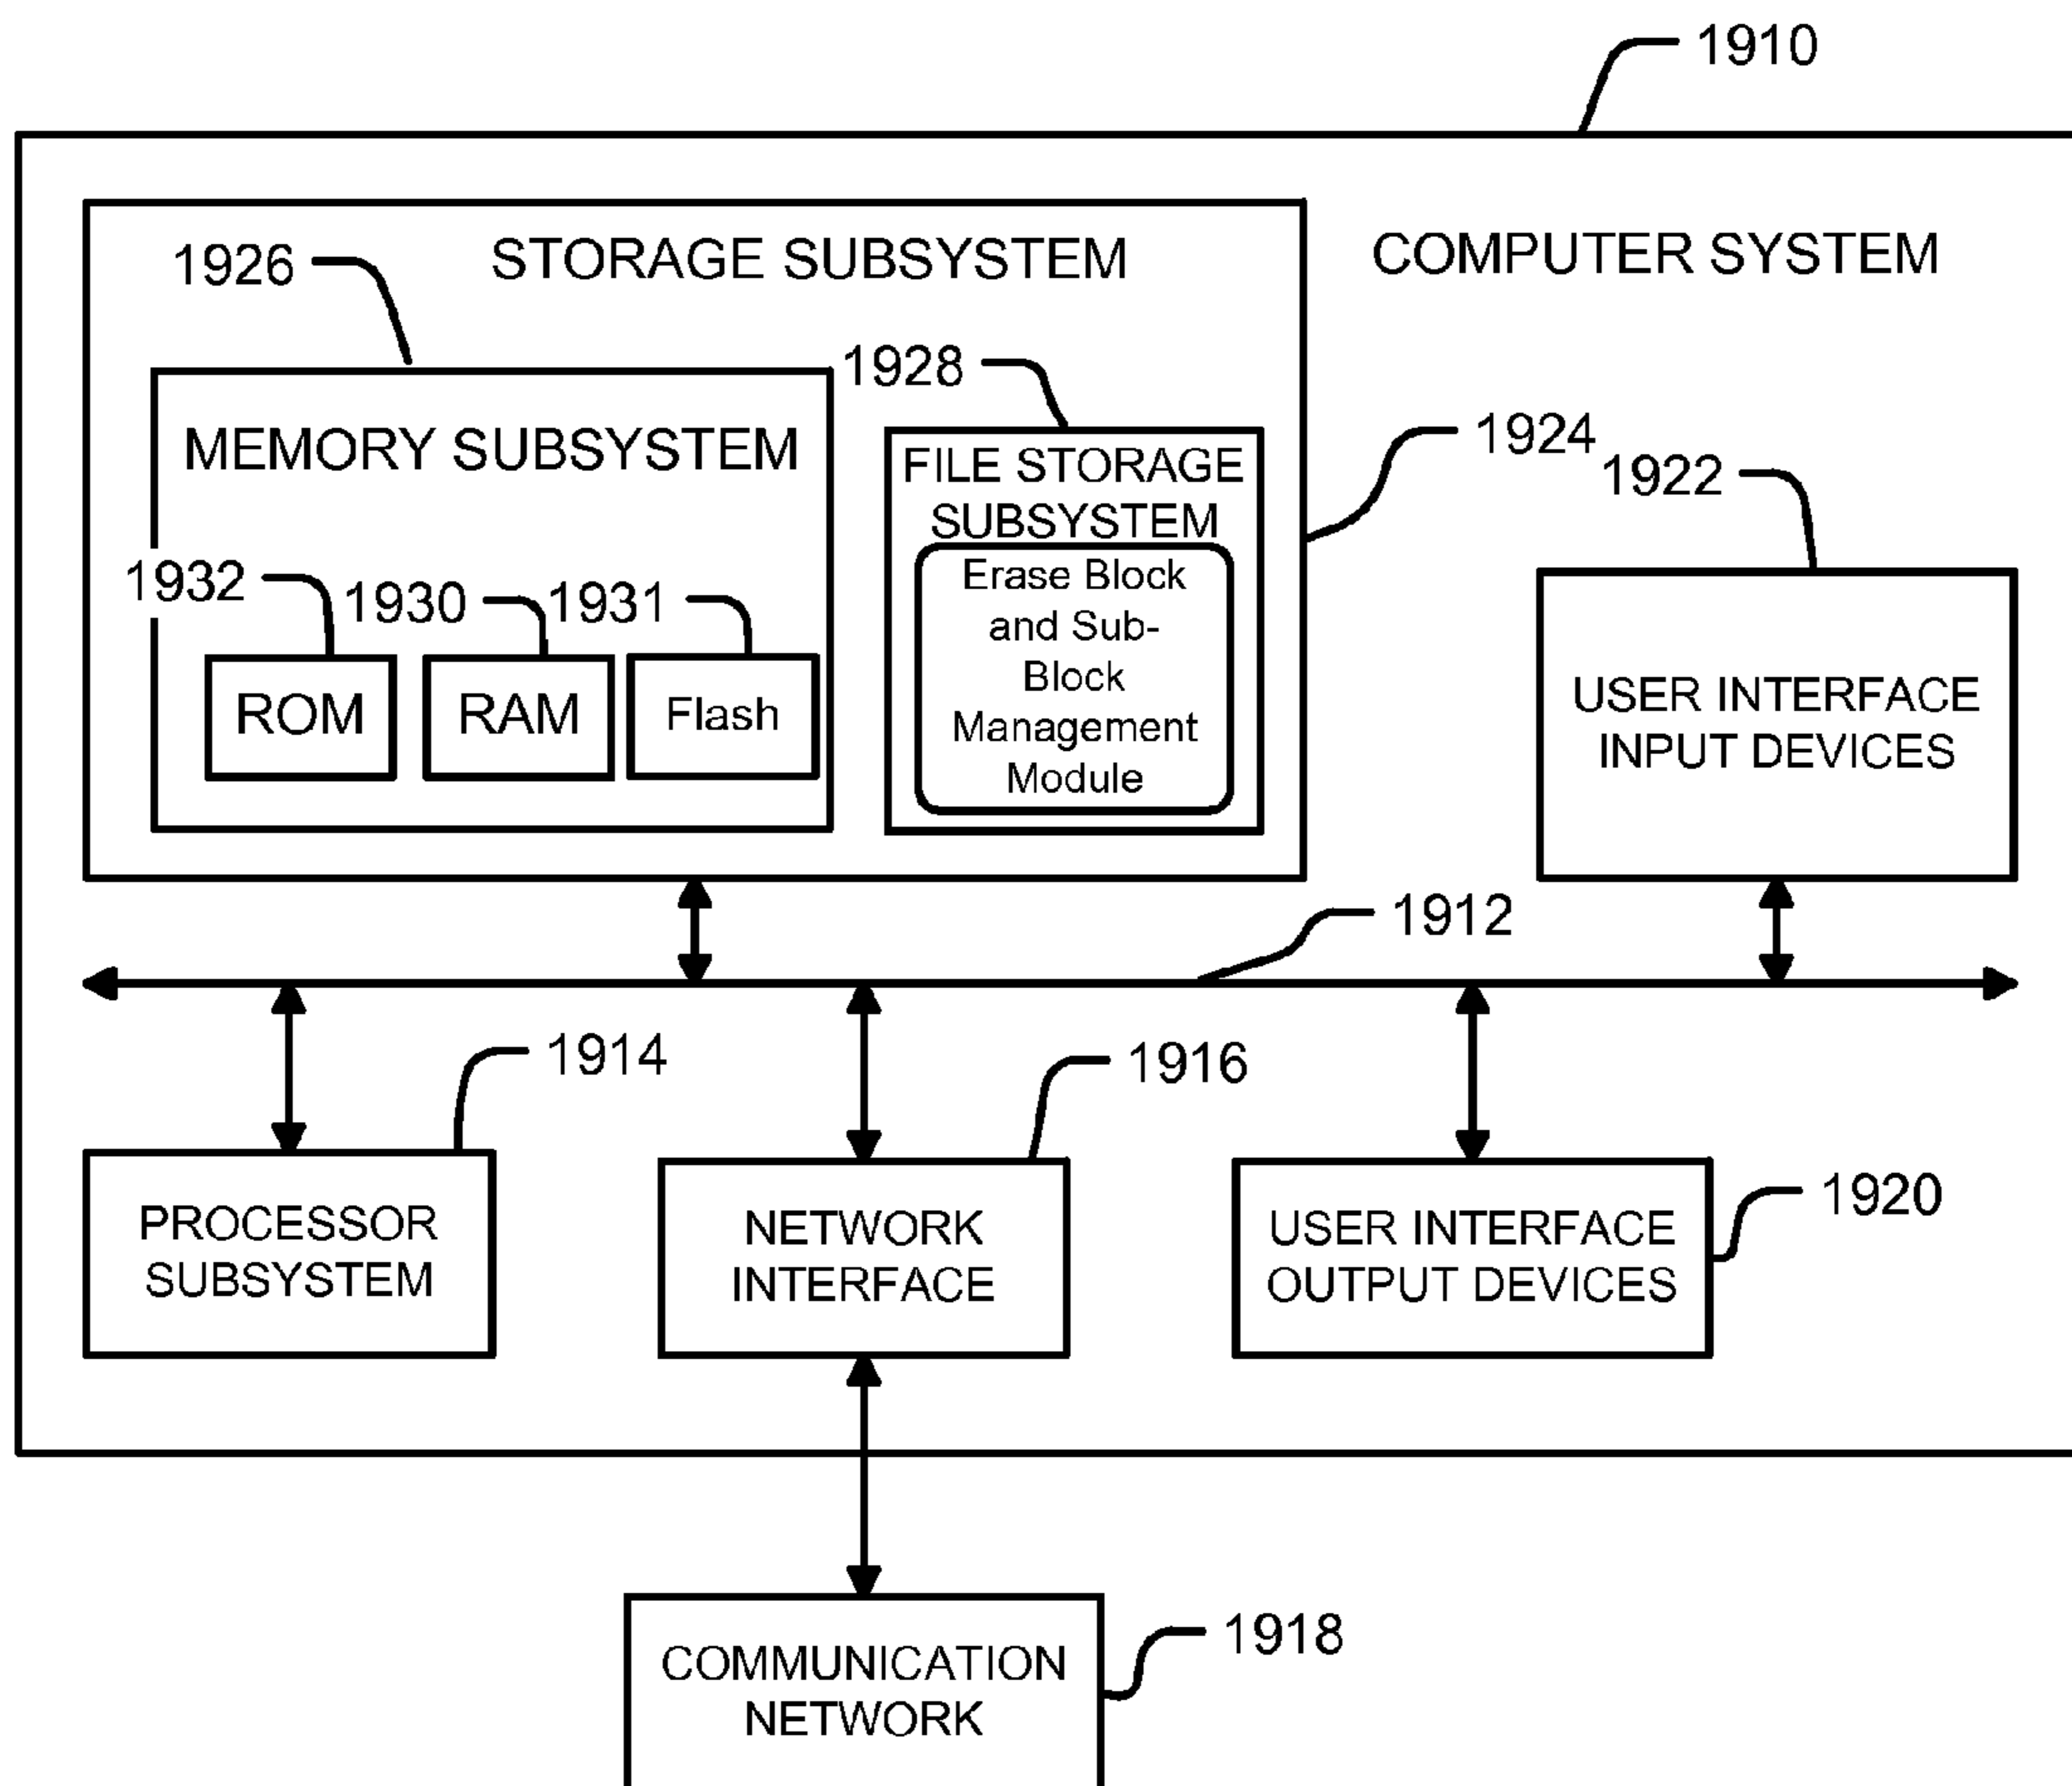 1910
STORAGE SUBSYSTEM
COMPUTER SYSTEM
1926
1928
MEMORY SUBSYSTEM
FILE STORAGE
SUBSYSTEM
1924
1922
Erase Block
and Sub-
Block
Management
Module
1932
1930
1931
ROM
RAM
Flash
USER INTERFACE
INPUT DEVICES
1912
1914
1916
PROCESSOR
SUBSYSTEM
NETWORK
INTERFACE
USER INTERFACE
OUTPUT DEVICES
1920
COMMUNICATION
NETWORK
1918